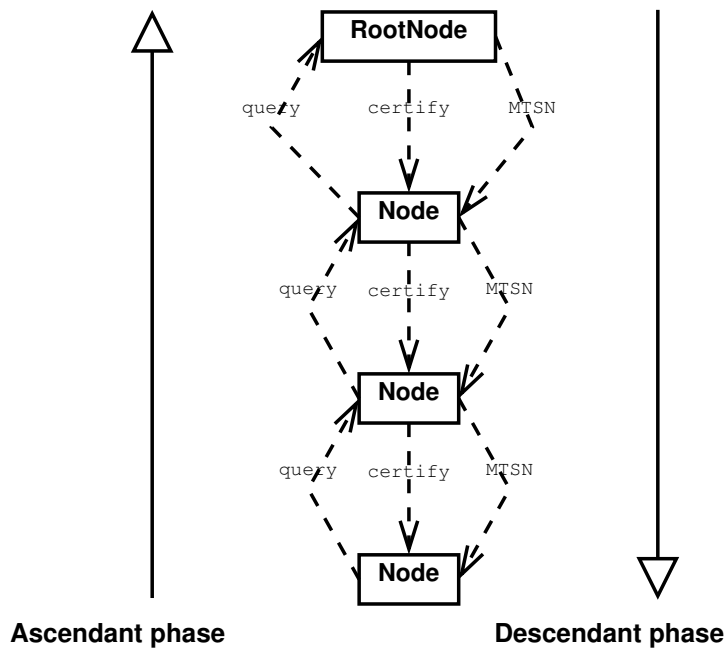 RootNode
query certify MTSN
Node
query certify MTSN
Node
query certify MTSN
Node
Ascendant phase Descendant phase